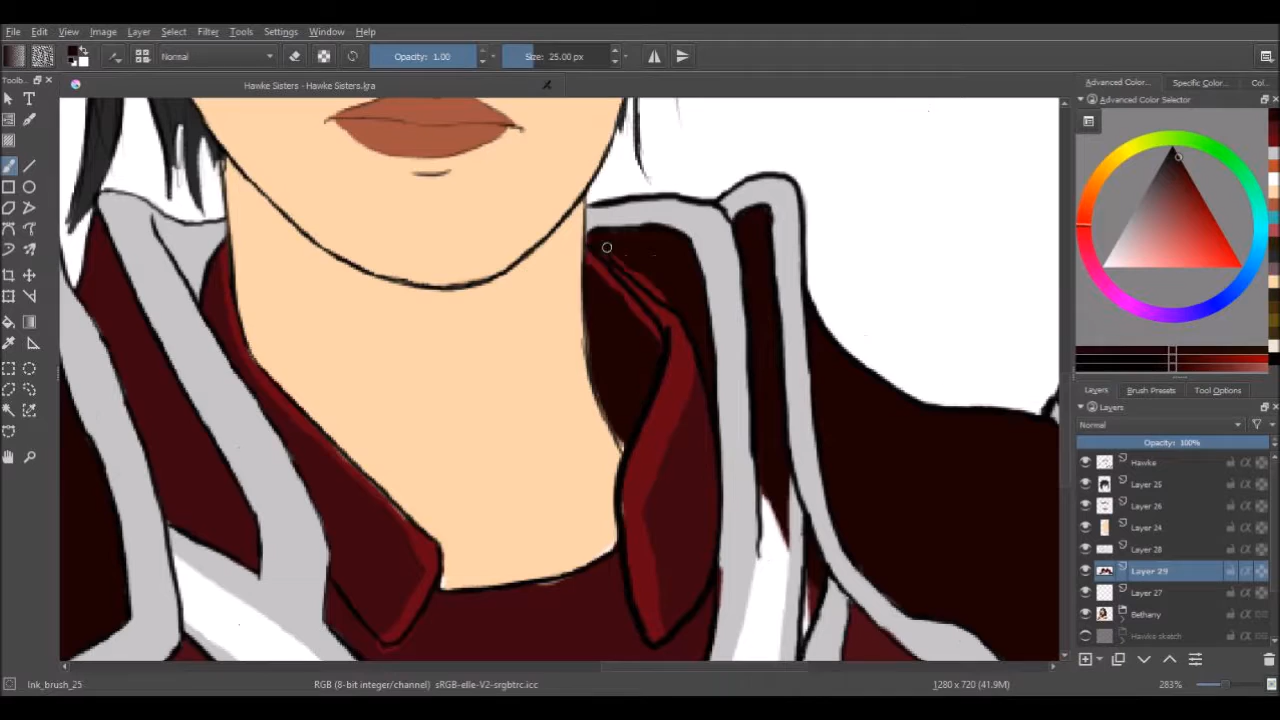 File Edit View Image Layer Select Filter Tools Settings Window Help
Normal Opacity: 1.00 Size: 25.00 px
Toolb...
Hawke Sisters - Hawke Sisters.kra
Advanced Color... Specific Color... Col...
Advanced Color Selector
Layers Brush Presets Tool Options
Layers
Normal
Opacity: 100%
Hawke
Layer 25
Layer 26
Layer 24
Layer 28
Layer 29
Layer 27
Bethany
Hawke sketch
Ink_brush_25 RGB (8-bit integer/channel) sRGB-elle-V2-srgbtrc.icc 1280 x 720 (41.9M) 283%